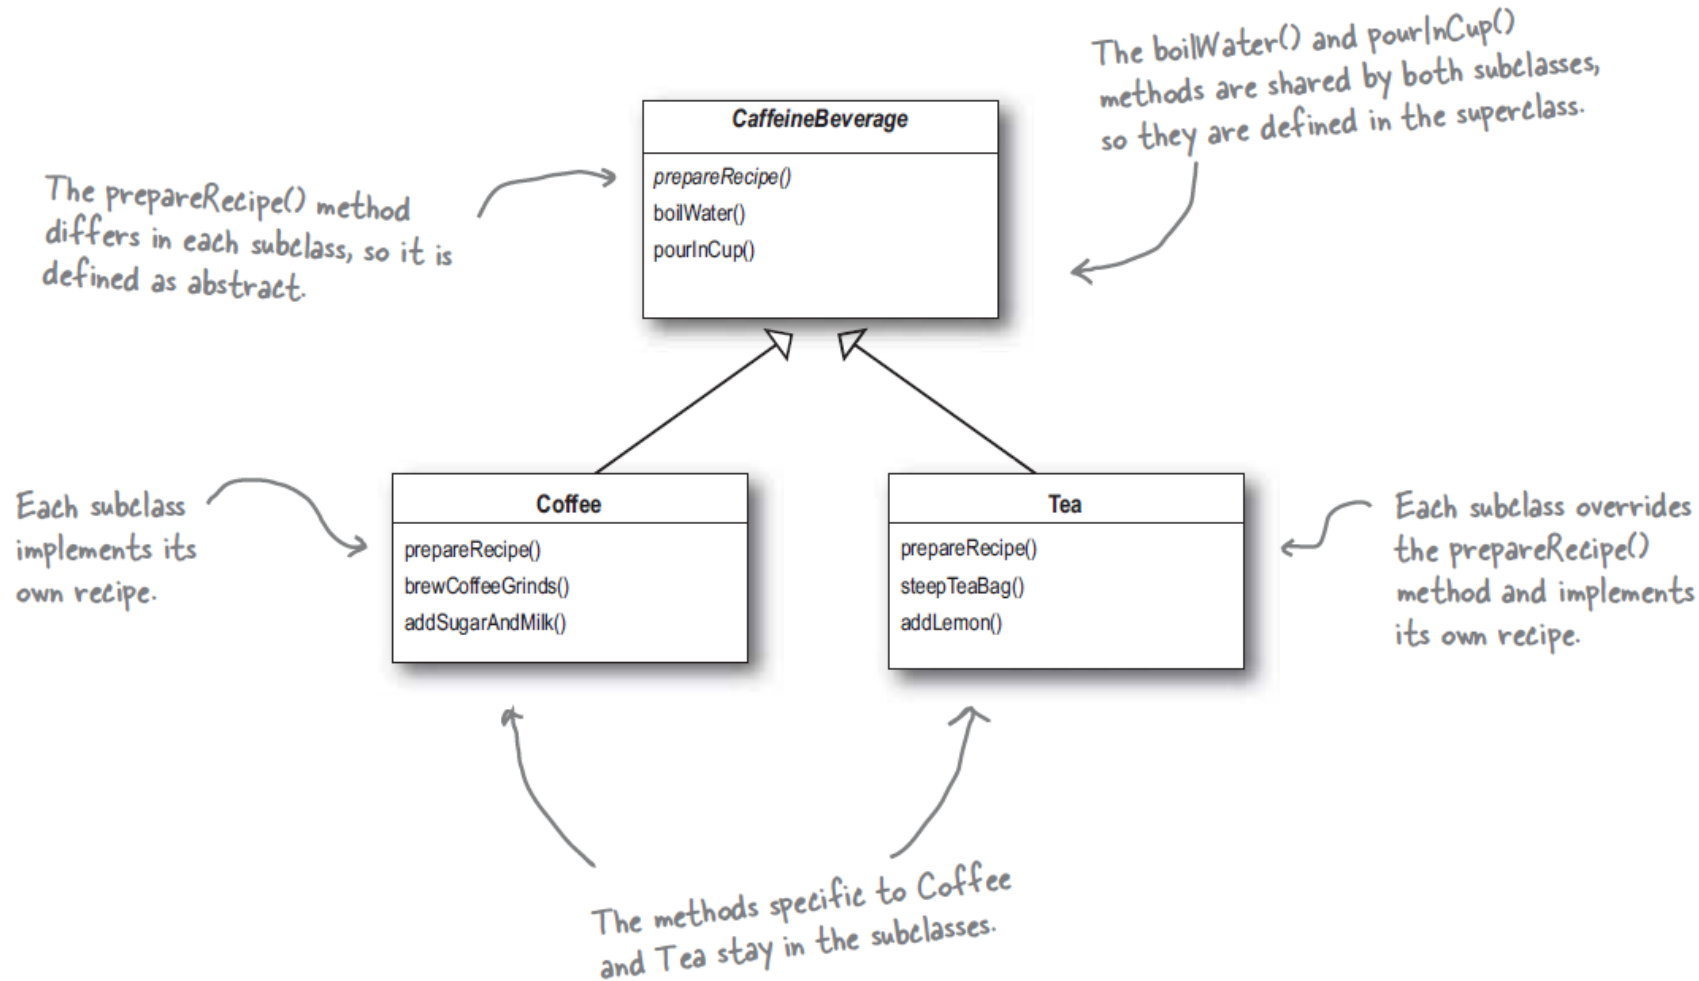 The boilWater() and pourInCup()
methods are shared by both subclasses,
so they are defined in the superclass.
CaffeineBeverage
prepareRecipe()
boilWater()
pourInCup()
The prepareRecipe() method
differs in each subclass, so it is
defined as abstract.
Each subclass
implements its
own recipe.
Coffee
prepareRecipe()
brewCoffeeGrinds()
addSugarAndMilk()
Tea
prepareRecipe()
steepTeaBag()
addLemon()
Each subclass overrides
the prepareRecipe()
method and implements
its own recipe.
The methods specific to Coffee
and Tea stay in the subclasses.